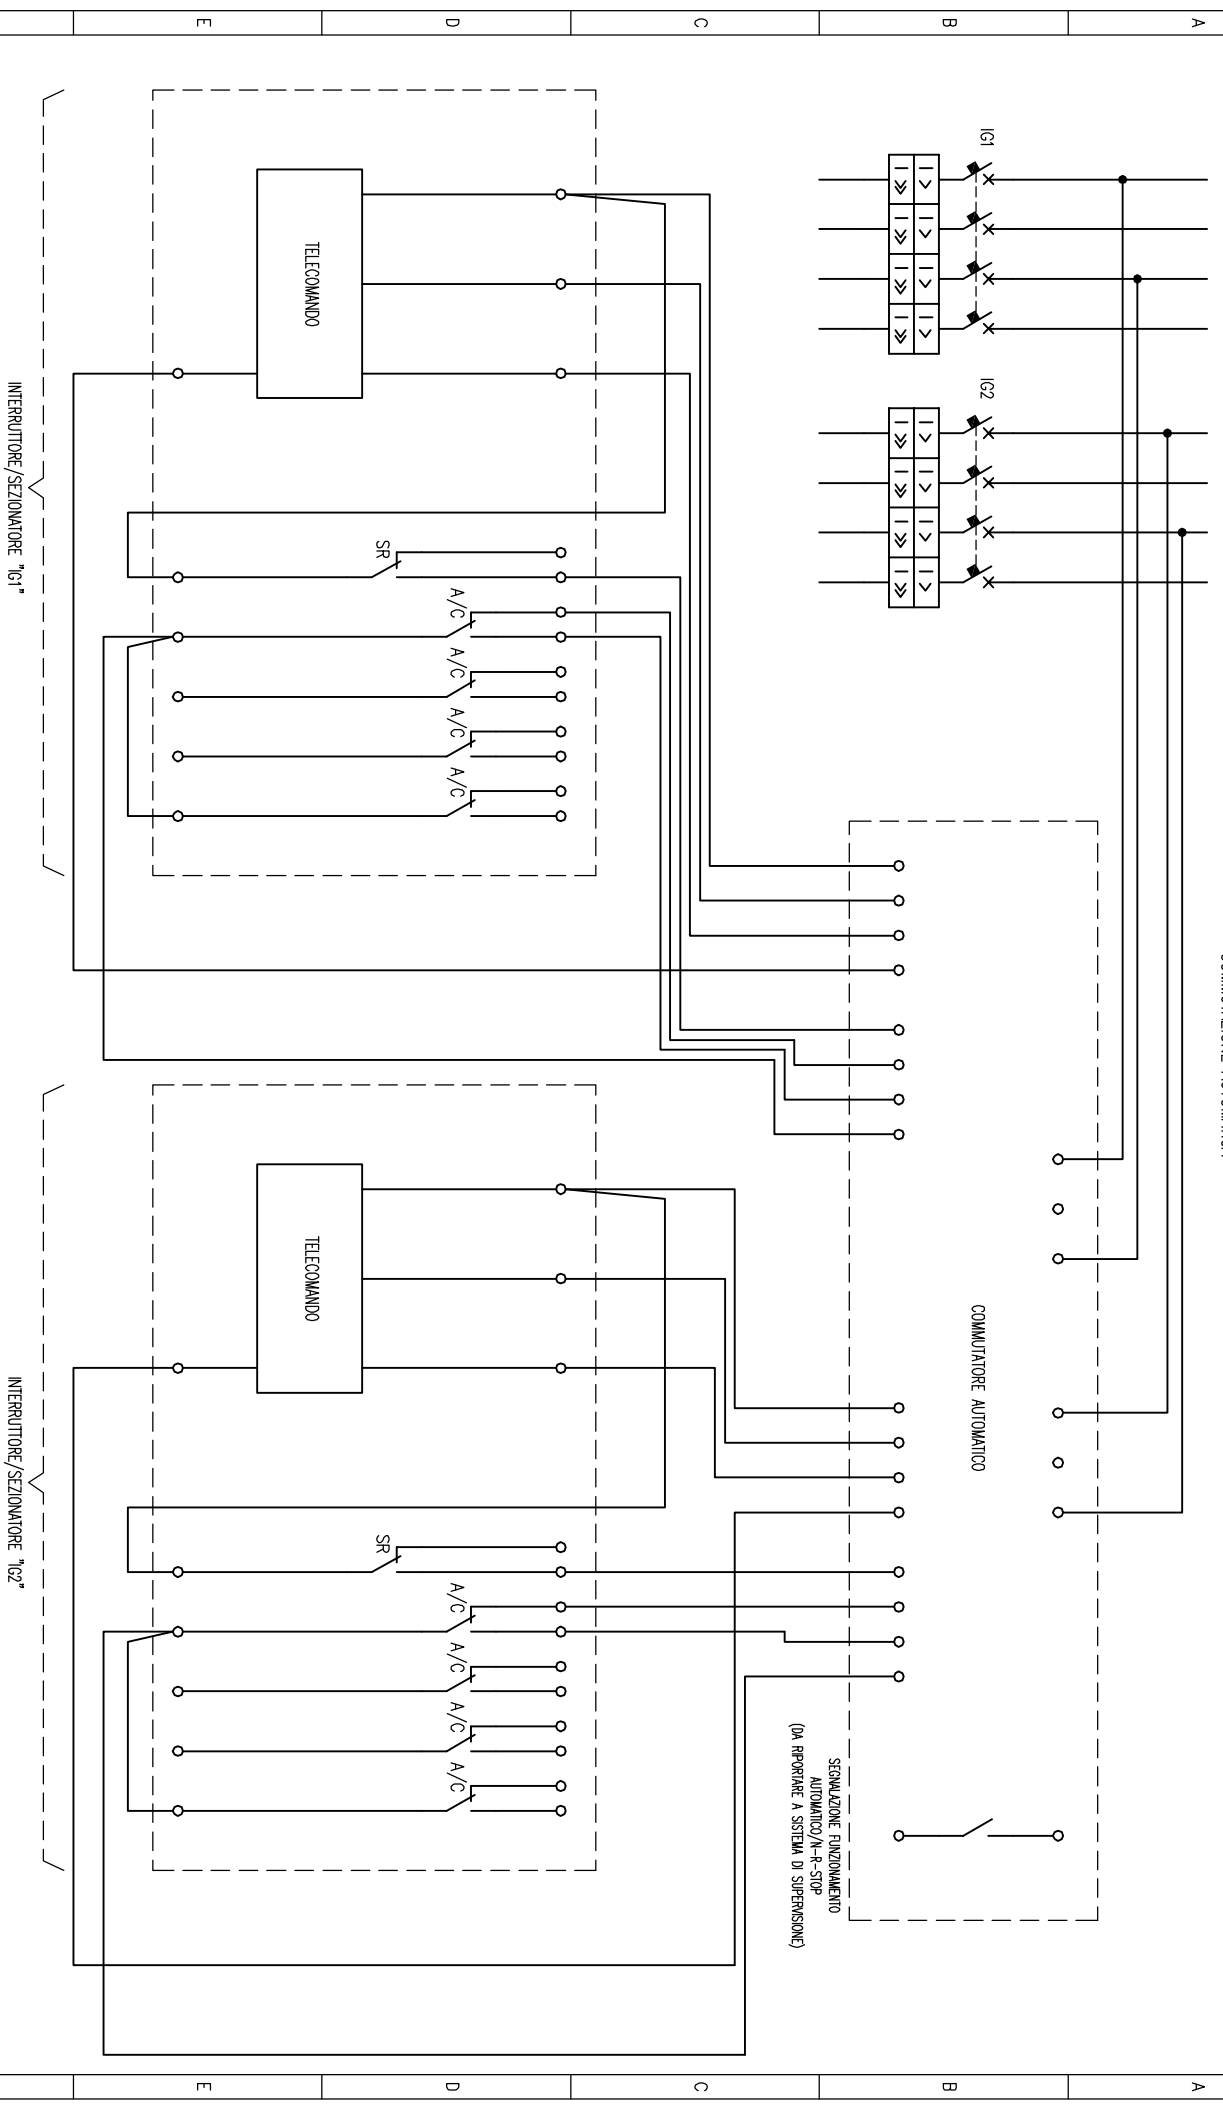 A
B
C
D
E
IG1
IG2
COMMUTATORE AUTOMATICO
SEGNALAZIONE FUNZIONAMENTO
AUTOMATICO/N-R-STOP
(DA RIPORTARE A SISTEMA DI SUPERVISIONE)
TELECOMANDO
SR
A/C
A/C
A/C
A/C
TELECOMANDO
SR
A/C
A/C
A/C
A/C
INTERRUTTORE/SEZIONATORE "IG1"
INTERRUTTORE/SEZIONATORE "IG2"
A
B
C
D
E